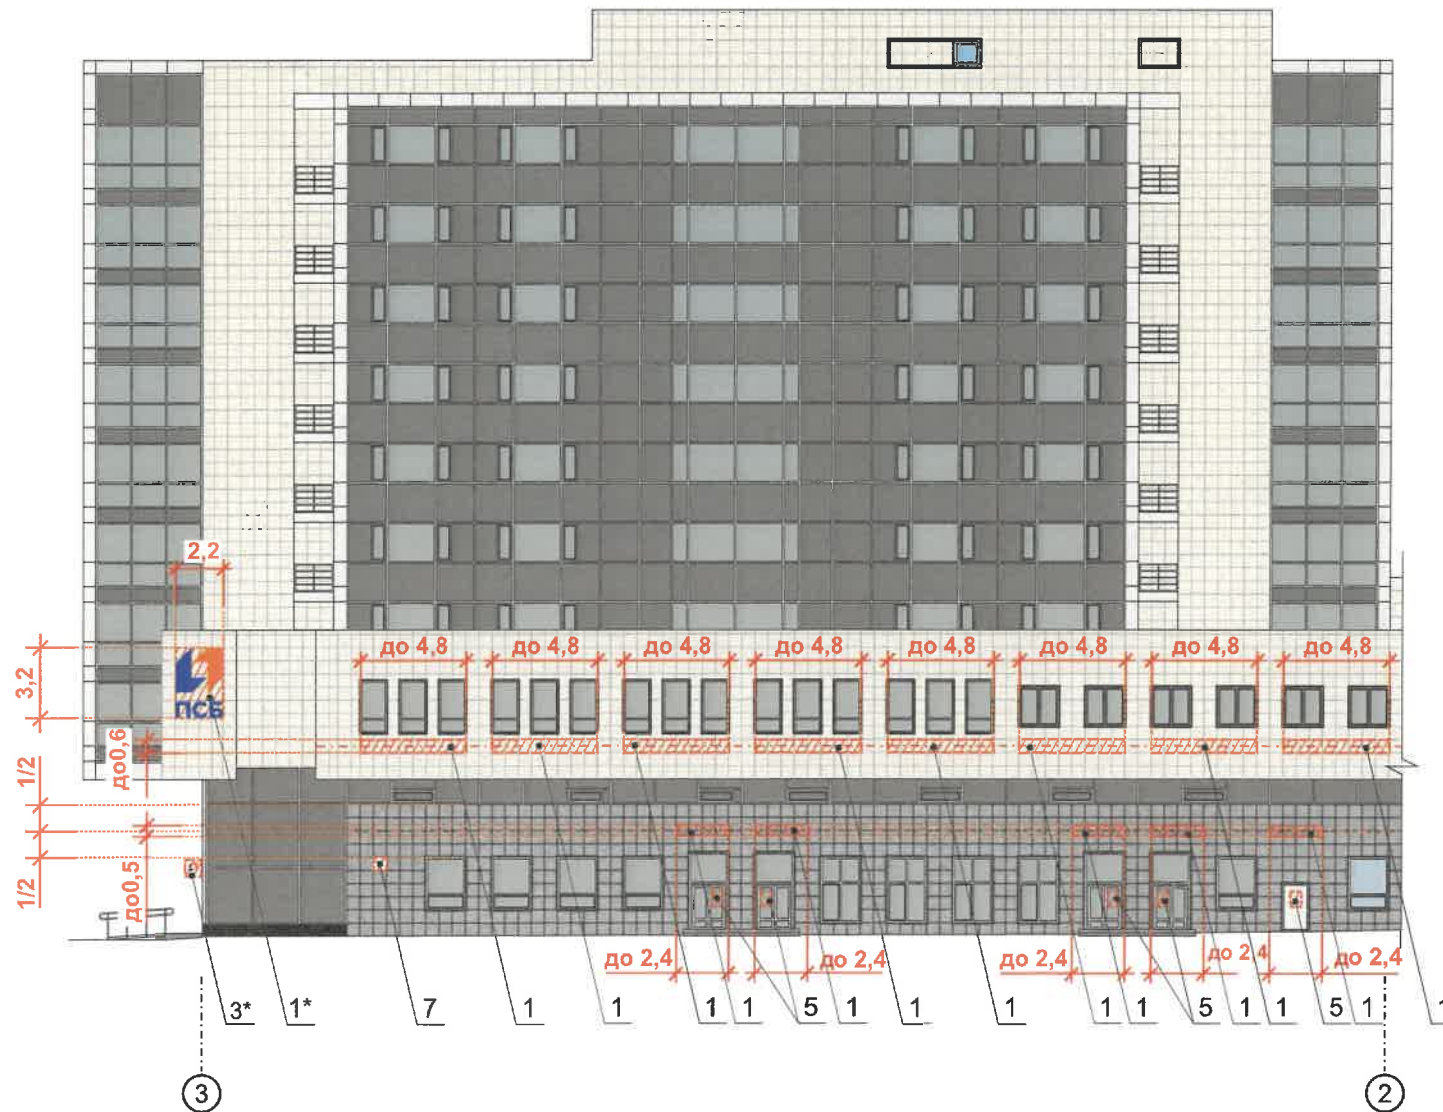 2,2
до 4,8 до 4,8 до 4,8 до 4,8 до 4,8 до 4,8 до 4,8 до 4,8
3,2
ПСБ
до0,6
1/2
до0,5
1/2
до 2,4 до 2,4 до 2,4 до 2,4 до 2,4
3* 1* 7 1 1 1 1 5 1 1 1 1 1 5 1 1 5 1 1
3 2